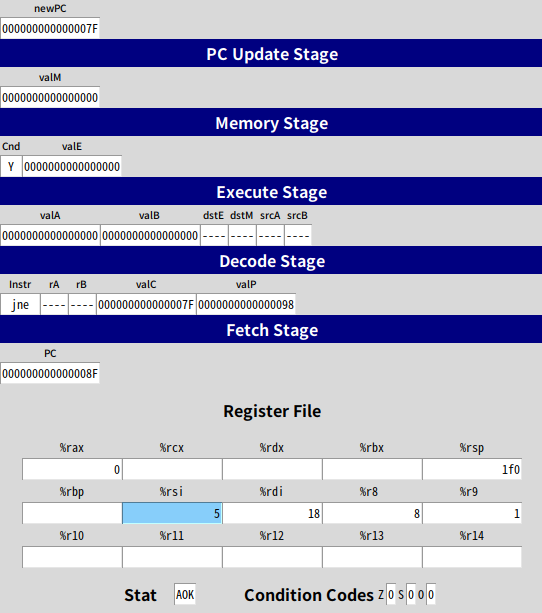 newPC
000000000000007F
PC Update Stage
valM
0000000000000000
Memory Stage
Cnd valE
Y 0000000000000000
Execute Stage
valA valB dstE dstM srcA srcB
0000000000000000 0000000000000000 ---- ---- ---- ----
Decode Stage
Instr rA rB valC valP
jne ---- ---- 000000000000007F 0000000000000098
Fetch Stage
PC
000000000000008F
Register File
%rax %rcx %rdx %rbx %rsp
0 1f0
%rbp %rsi %rdi %r8 %r9
5 18 8 1
%r10 %r11 %r12 %r13 %r14
Stat AOK Condition Codes Z 0 S 0 O 0